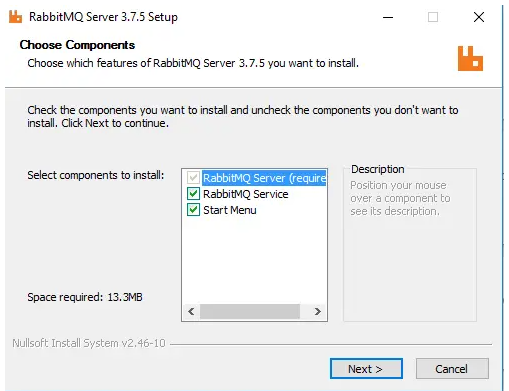 RabbitMQ Server 3.7.5 Setup
Choose Components
Choose which features of RabbitMQ Server 3.7.5 you want to install.
Check the components you want to install and uncheck the components you don't want to
install. Click Next to continue.
Select components to install:
RabbitMQ Server (require
RabbitMQ Service
Start Menu
Description
Position your mouse
over a component to
see its description.
Space required: 13.3MB
Nullsoft Install System v2.46-10
Next >
Cancel